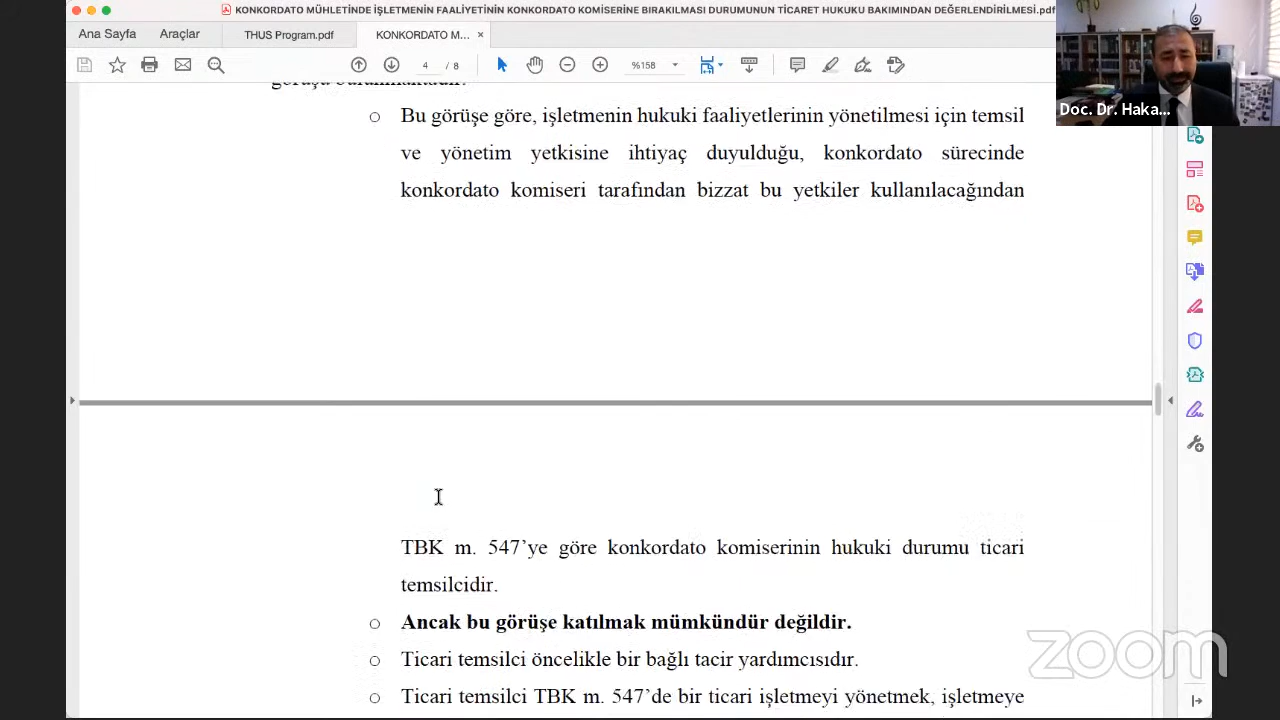 KONKORDATO MÜHLETİNDE İŞLETMENİN FAALİYETİNİN KONKORDATO KOMİSERİNE BIRAKILMASI DURUMUNUN TİCARET HUKUKU BAKIMINDAN DEĞERLENDİRİLMESİ.pdf
Ana Sayfa Araçlar THUS Program.pdf KONKORDATO M... ×
4 / 8 %158
Doc. Dr. Haka...
görüşü bulunmaktadır.
Bu görüşe göre, işletmenin hukuki faaliyetlerinin yönetilmesi için temsil
ve yönetim yetkisine ihtiyaç duyulduğu, konkordato sürecinde
konkordato komiseri tarafından bizzat bu yetkiler kullanılacağından
TBK m. 547’ye göre konkordato komiserinin hukuki durumu ticari
temsilcidir.
Ancak bu görüşe katılmak mümkündür değildir.
Ticari temsilci öncelikle bir bağlı tacir yardımcısıdır.
Ticari temsilci TBK m. 547’de bir ticari işletmeyi yönetmek, işletmeye
zoom